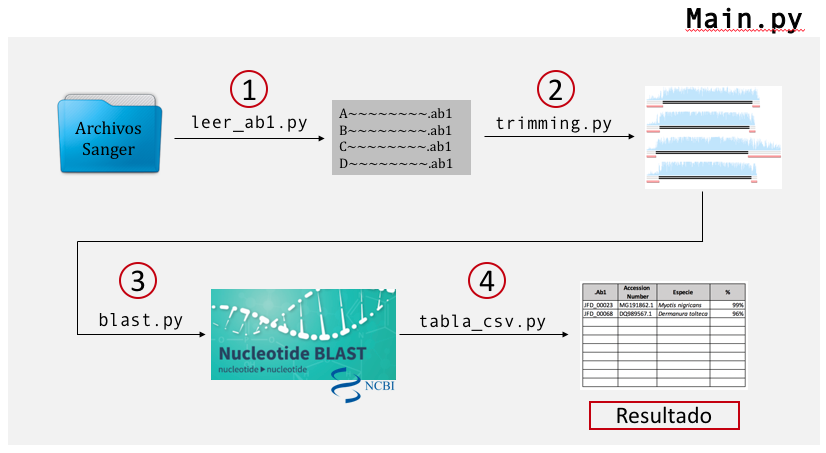 Main.py
1
2
Archivos
Sanger
leer_ab1.py
A~~~~~~~~.ab1
B~~~~~~~~.ab1
C~~~~~~~~.ab1
D~~~~~~~~.ab1
trimming.py
3
4
blast.py
Nucleotide BLAST
nucleotide ▶ nucleotide
NCBI
tabla_csv.py
.Ab1 Accession Number Especie %
JFD_00023 MG191862.1 Myotis nigricans 99%
JFD_00068 DQ989567.1 Dermanura tolteca 96%
Resultado